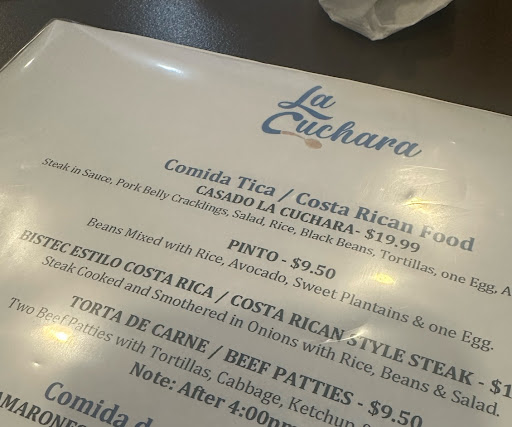 La
Cuchara
Comida Tica / Costa Rican Food
CASADO LA CUCHARA- $19.99
Steak in Sauce, Pork Belly Cracklings, Salad, Rice, Black Beans, Tortillas, one Egg, A
PINTO - $9.50
Beans Mixed with Rice, Avocado, Sweet Plantains & one Egg.
BISTEC ESTILO COSTA RICA / COSTA RICAN STYLE STEAK - $1
Steak Cooked and Smothered in Onions with Rice, Beans & Salad.
TORTA DE CARNE / BEEF PATTIES - $9.50
Two Beef Patties with Tortillas, Cabbage, Ketchup &
Note: After 4:00pm
Comida d
AMARONES